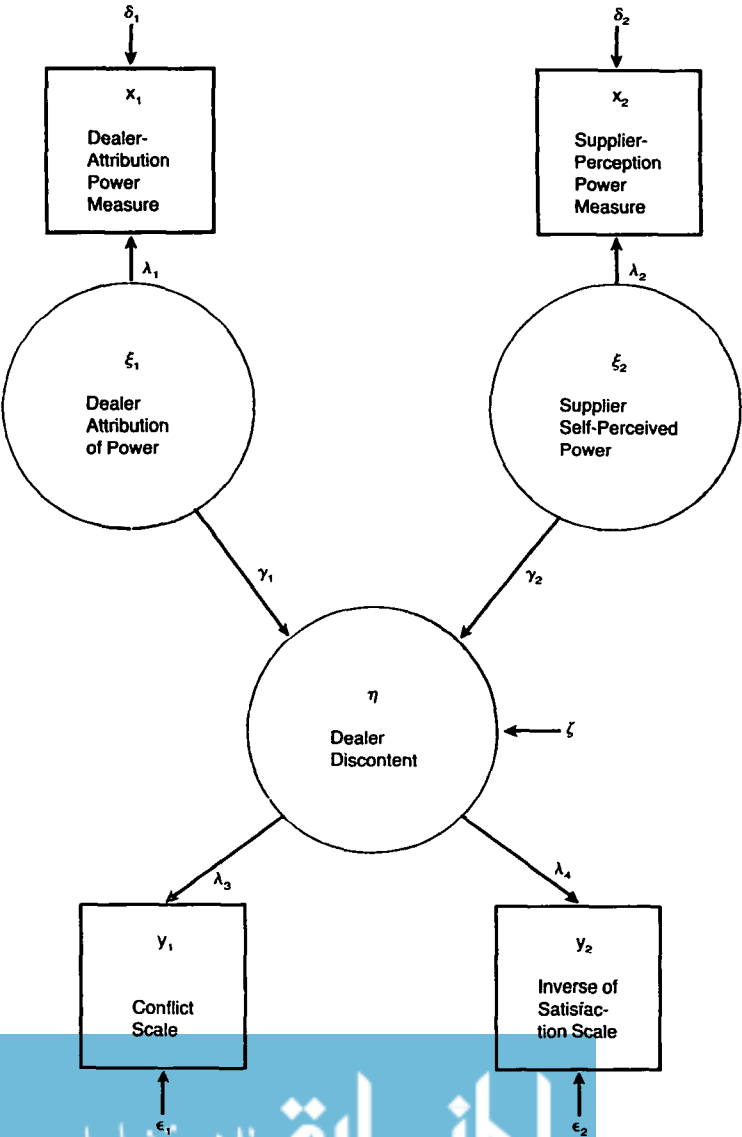 δ₁
δ₂
x₁
Dealer-
Attribution
Power
Measure
x₂
Supplier-
Perception
Power
Measure
λ₁
λ₂
ξ₁
Dealer
Attribution
of Power
ξ₂
Supplier
Self-Perceived
Power
γ₁
γ₂
η
Dealer
Discontent
ζ
λ₃
λ₄
y₁
Conflict
Scale
y₂
Inverse of
Satisfac-
tion Scale
ϵ₁
ϵ₂